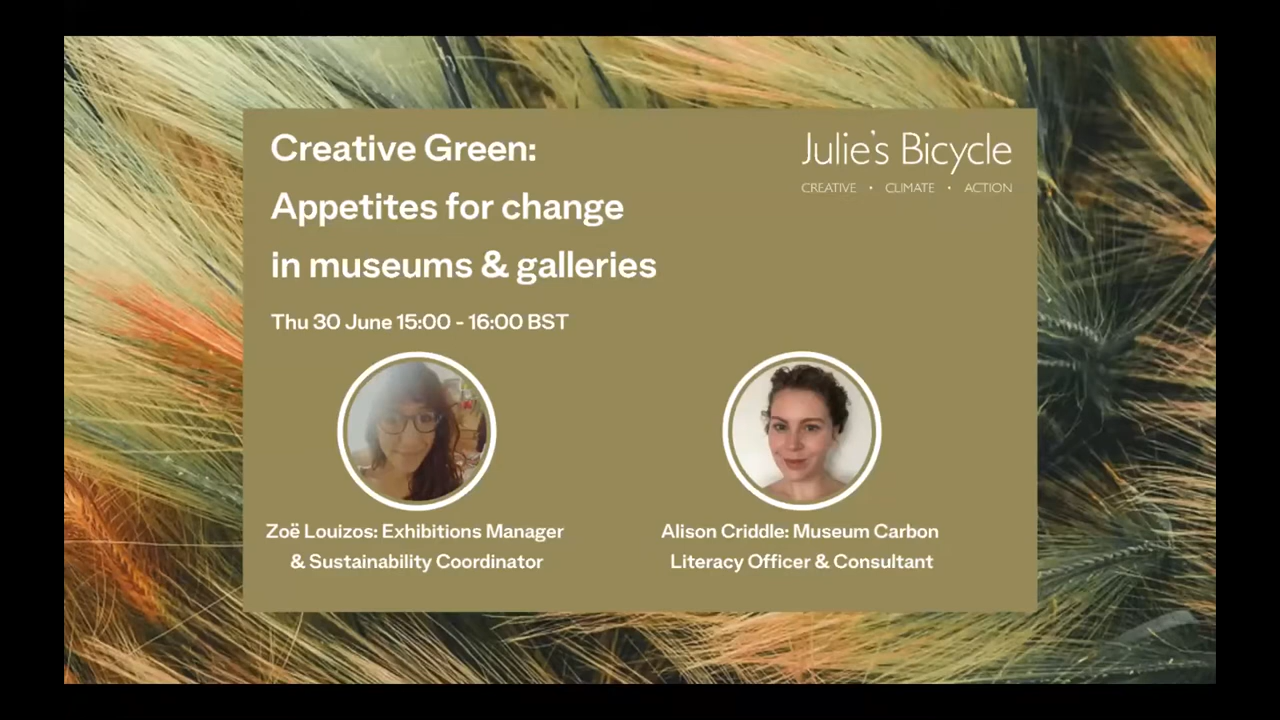 Creative Green:
Appetites for change
in museums & galleries
Julie's Bicycle
CREATIVE • CLIMATE • ACTION
Thu 30 June 15:00 - 16:00 BST
Zoë Louizos: Exhibitions Manager
& Sustainability Coordinator
Alison Criddle: Museum Carbon
Literacy Officer & Consultant